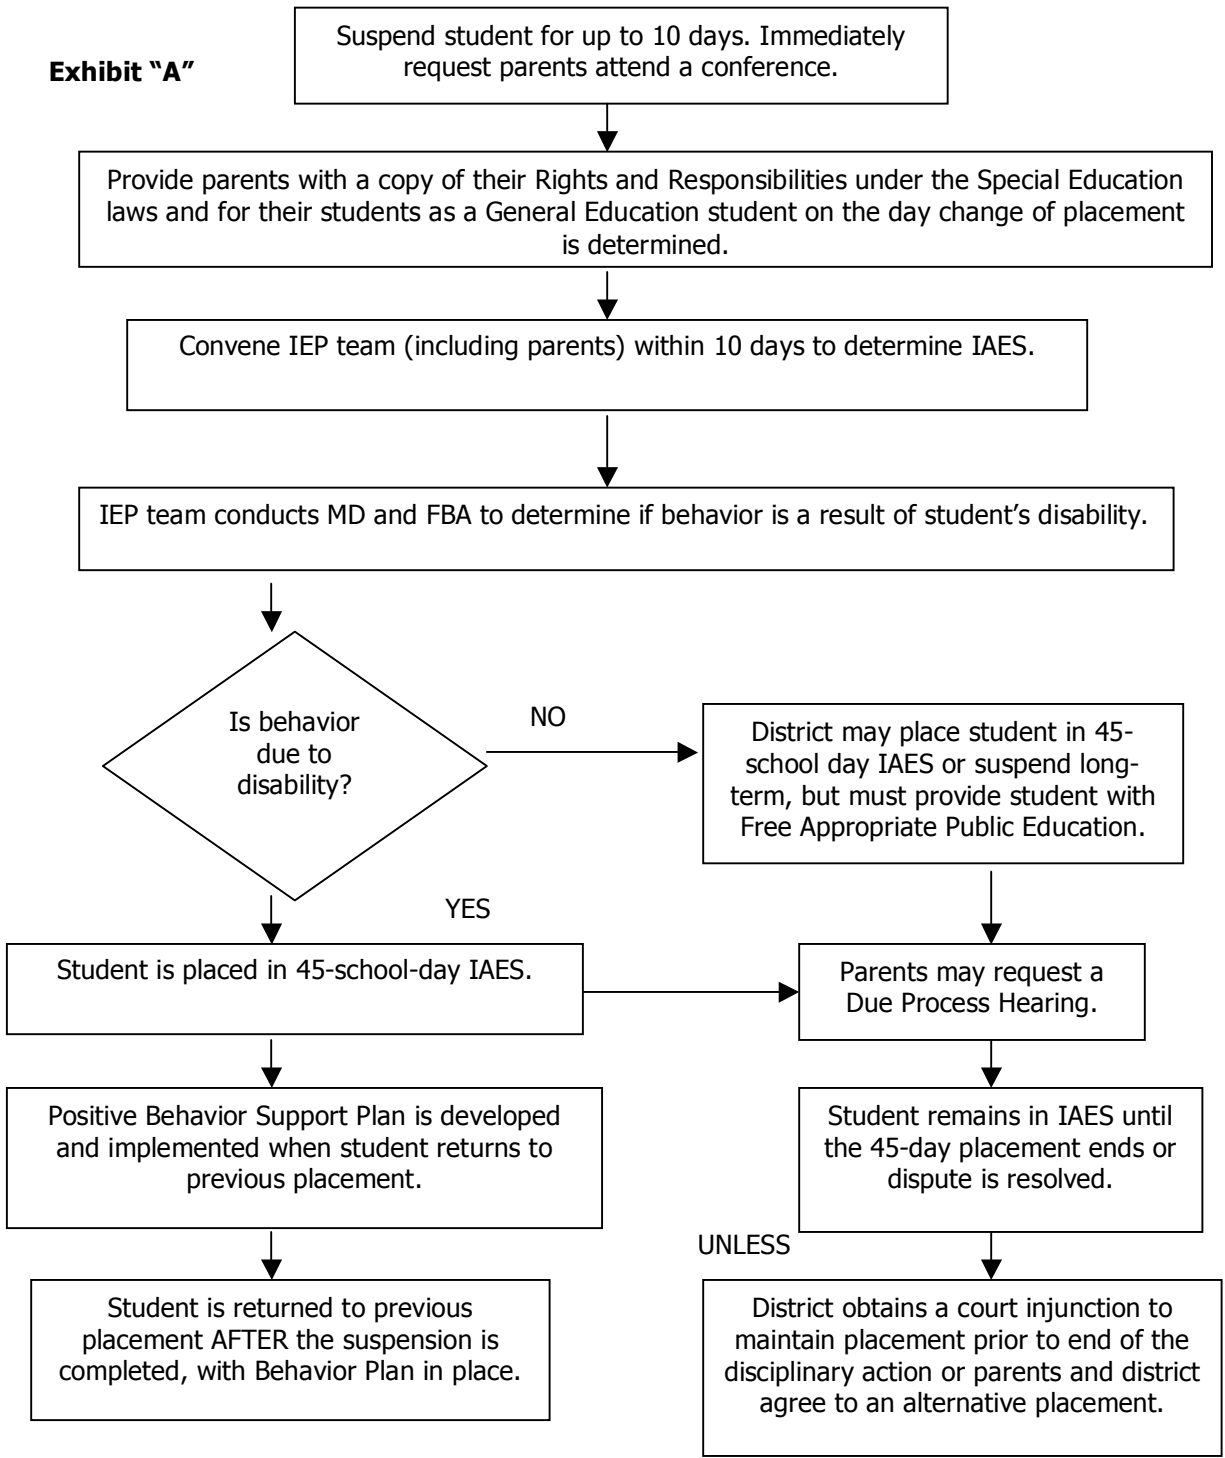 Exhibit “A”
Suspend student for up to 10 days. Immediately
request parents attend a conference.
Provide parents with a copy of their Rights and Responsibilities under the Special Education
laws and for their students as a General Education student on the day change of placement
is determined.
Convene IEP team (including parents) within 10 days to determine IAES.
IEP team conducts MD and FBA to determine if behavior is a result of student’s disability.
Is behavior
due to
disability?
NO
District may place student in 45-
school day IAES or suspend long-
term, but must provide student with
Free Appropriate Public Education.
YES
Student is placed in 45-school-day IAES.
Parents may request a
Due Process Hearing.
Positive Behavior Support Plan is developed
and implemented when student returns to
previous placement.
Student remains in IAES until
the 45-day placement ends or
dispute is resolved.
UNLESS
Student is returned to previous
placement AFTER the suspension is
completed, with Behavior Plan in place.
District obtains a court injunction to
maintain placement prior to end of the
disciplinary action or parents and district
agree to an alternative placement.